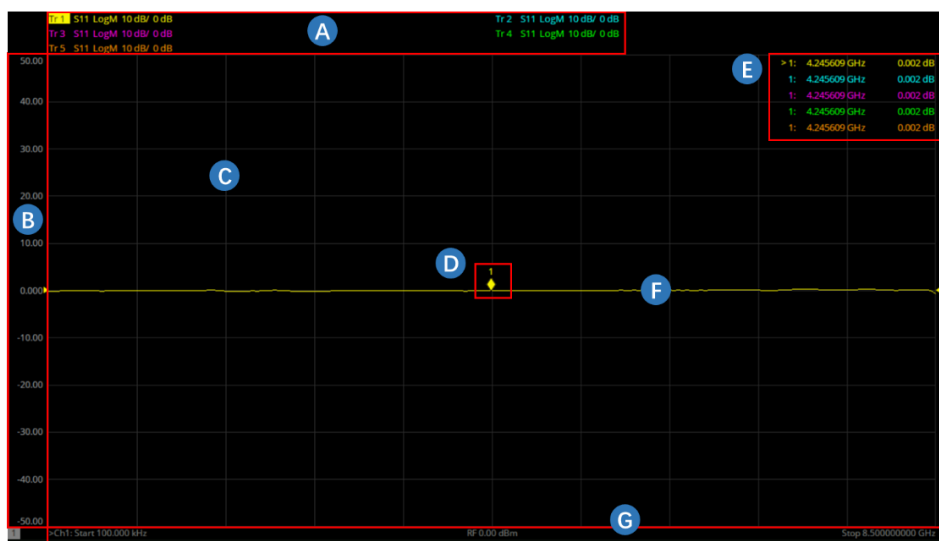 Tr 1 S11 LogM 10 dB/ 0 dB
Tr 2 S11 LogM 10 dB/ 0 dB
Tr 3 S11 LogM 10 dB/ 0 dB
Tr 4 S11 LogM 10 dB/ 0 dB
Tr 5 S11 LogM 10 dB/ 0 dB
A
50.00
40.00
30.00
20.00
10.00
0.000
-10.00
-20.00
-30.00
-40.00
-50.00
B
C
D
1
E
> 1: 4.245609 GHz 0.002 dB
1: 4.245609 GHz 0.002 dB
1: 4.245609 GHz 0.002 dB
1: 4.245609 GHz 0.002 dB
1: 4.245609 GHz 0.002 dB
F
G
1 >Ch1: Start 100.000 kHz RF 0.00 dBm Stop 8.500000000 GHz